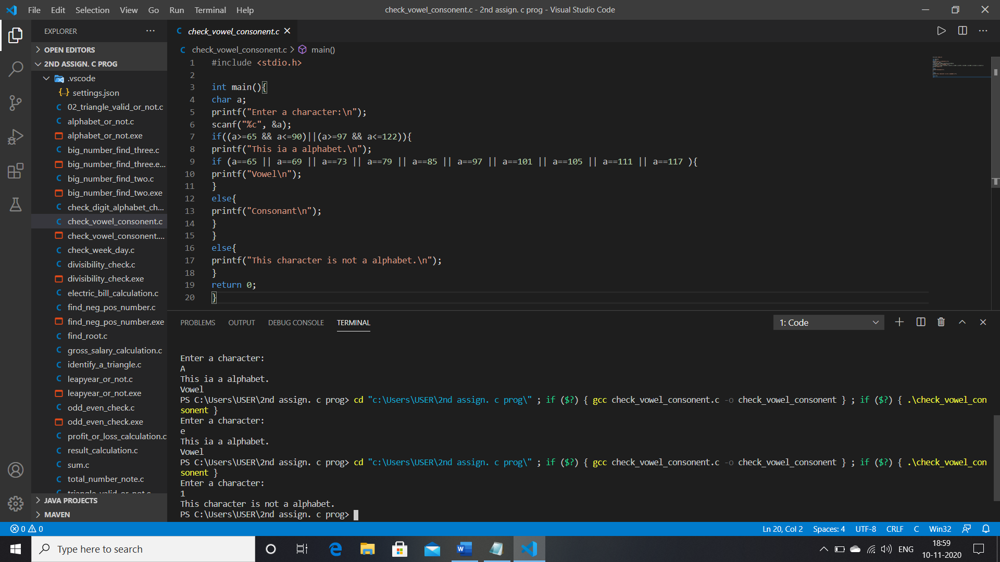 File Edit Selection View Go Run Terminal Help
check_vowel_consonent.c - 2nd assign. c prog - Visual Studio Code
EXPLORER
OPEN EDITORS
2ND ASSIGN. C PROG
.vscode
settings.json
02_triangle_valid_or_not.c
alphabet_or_not.c
alphabet_or_not.exe
big_number_find_three.c
big_number_find_three.e...
big_number_find_two.c
big_number_find_two.exe
check_digit_alphabet_ch...
check_vowel_consonent.c
check_vowel_consonent....
check_week_day.c
divisibility_check.c
divisibility_check.exe
electric_bill_calculation.c
find_neg_pos_number.c
find_neg_pos_number.exe
find_root.c
gross_salary_calculation.c
identify_a_triangle.c
leapyear_or_not.c
leapyear_or_not.exe
odd_even_check.c
odd_even_check.exe
profit_or_loss_calculation.c
result_calculation.c
sum.c
total_number_note.c
triangle_valid_or_not.c
JAVA PROJECTS
MAVEN
check_vowel_consonent.c
check_vowel_consonent.c > main()
1 #include <stdio.h>
2
3 int main(){
4 char a;
5 printf("Enter a character:\n");
6 scanf("%c", &a);
7 if((a>=65 && a<=90)||(a>=97 && a<=122)){
8 printf("This ia a alphabet.\n");
9 if (a==65 || a==69 || a==73 || a==79 || a==85 || a==97 || a==101 || a==105 || a==111 || a==117 ){
10 printf("Vowel\n");
11 }
12 else{
13 printf("Consonant\n");
14 }
15 }
16 else{
17 printf("This character is not a alphabet.\n");
18 }
19 return 0;
20 }
PROBLEMS OUTPUT DEBUG CONSOLE TERMINAL
1: Code
Enter a character:
A
This ia a alphabet.
Vowel
PS C:\Users\USER\2nd assign. c prog> cd "c:\Users\USER\2nd assign. c prog\" ; if ($?) { gcc check_vowel_consonent.c -o check_vowel_consonent } ; if ($?) { .\check_vowel_con
sonent }
Enter a character:
e
This ia a alphabet.
Vowel
PS C:\Users\USER\2nd assign. c prog> cd "c:\Users\USER\2nd assign. c prog\" ; if ($?) { gcc check_vowel_consonent.c -o check_vowel_consonent } ; if ($?) { .\check_vowel_con
sonent }
Enter a character:
1
This character is not a alphabet.
PS C:\Users\USER\2nd assign. c prog>
0 0
Ln 20, Col 2 Spaces: 4 UTF-8 CRLF C Win32
Type here to search
ENG
18:59
10-11-2020